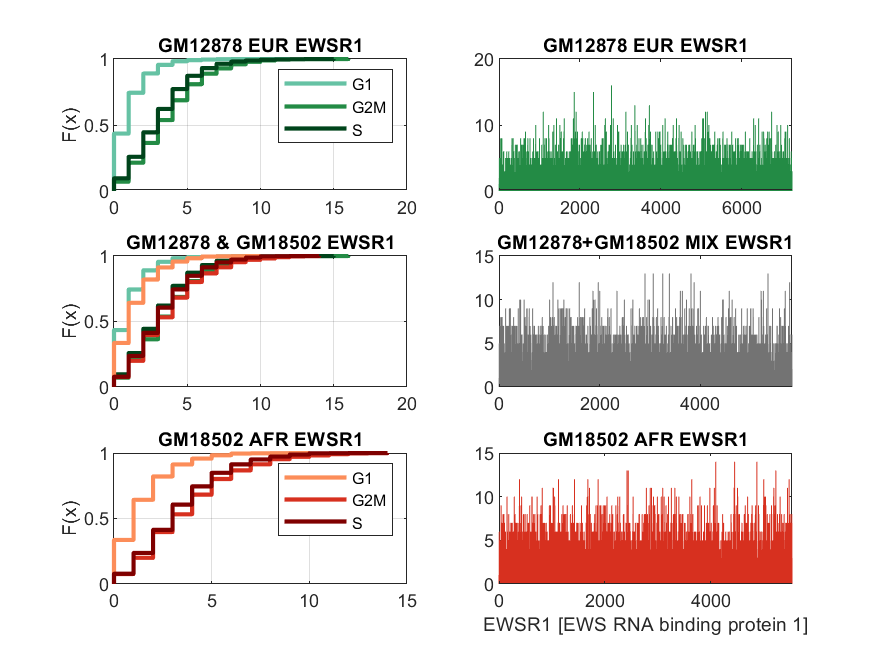 GM12878 EUR EWSR1
1
0.5
0
F(x)
G1
G2M
S
0 5 10 15 20
GM12878 EUR EWSR1
20
10
0
0 2000 4000 6000
GM12878 & GM18502 EWSR1
1
0.5
0
F(x)
0 5 10 15 20
GM12878+GM18502 MIX EWSR1
15
10
5
0
0 2000 4000
GM18502 AFR EWSR1
1
0.5
0
F(x)
G1
G2M
S
0 5 10 15
GM18502 AFR EWSR1
15
10
5
0
0 2000 4000
EWSR1 [EWS RNA binding protein 1]